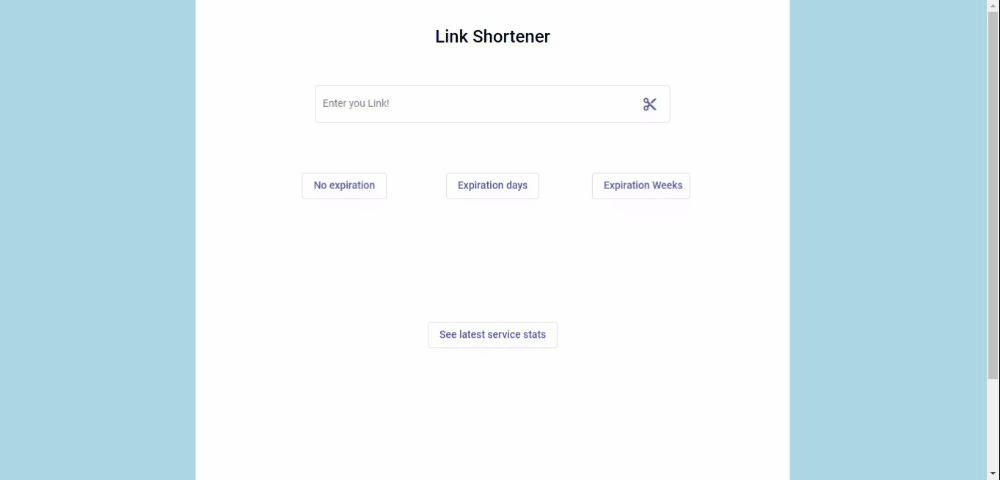 Link Shortener
Enter you Link!
No expiration
Expiration days
Expiration Weeks
See latest service stats